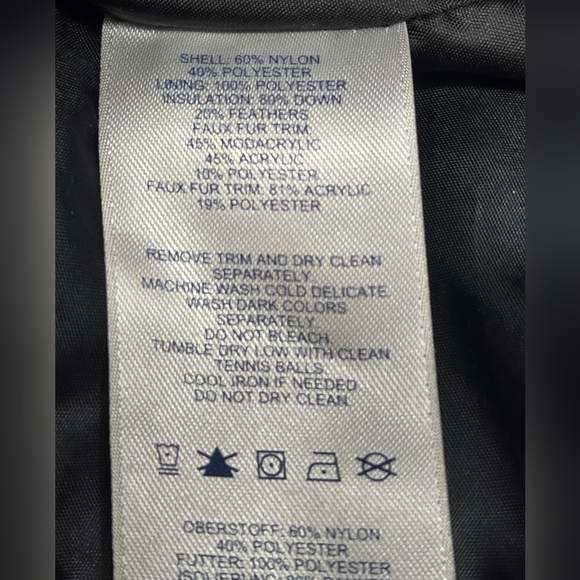 SHELL: 60% NYLON
40% POLYESTER
LINING: 100% POLYESTER
INSULATION: 80% DOWN
20% FEATHERS
FAUX FUR TRIM:
45% MODACRYLIC
45% ACRYLIC
10% POLYESTER
FAUX FUR TRIM: 81% ACRYLIC
19% POLYESTER
REMOVE TRIM AND DRY CLEAN
SEPARATELY.
MACHINE WASH COLD DELICATE.
WASH DARK COLORS
SEPARATELY.
DO NOT BLEACH.
TUMBLE DRY LOW WITH CLEAN
TENNIS BALLS.
COOL IRON IF NEEDED.
DO NOT DRY CLEAN.
OBERSTOFF: 60% NYLON
40% POLYESTER
FUTTER: 100% POLYESTER